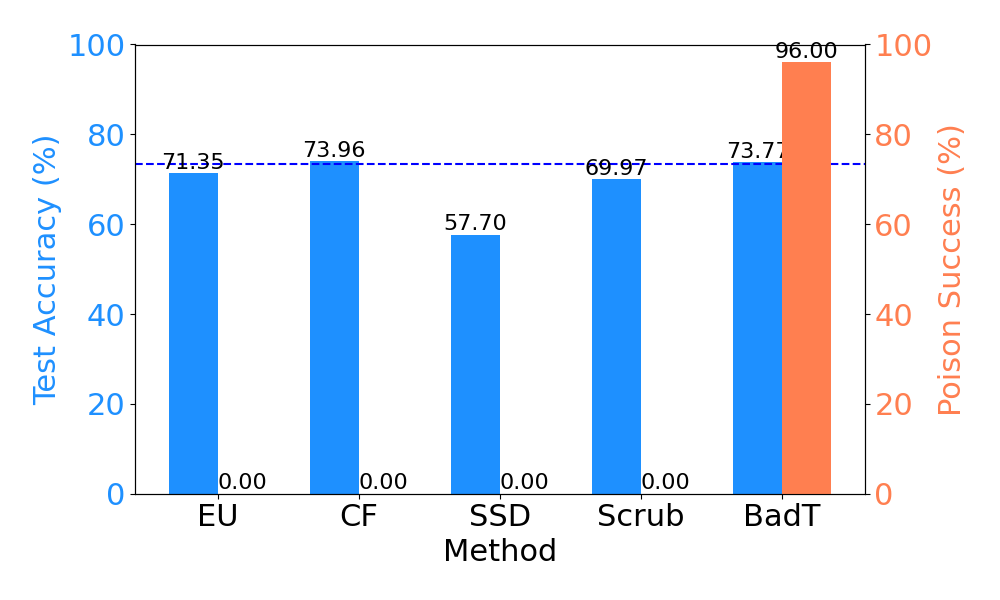 100
80
60
40
20
0
Test Accuracy (%)
71.35
73.96
57.70
69.97
73.77
96.00
0.00
0.00
0.00
0.00
100
80
60
40
20
0
Poison Success (%)
EU
CF
SSD
Scrub
BadT
Method